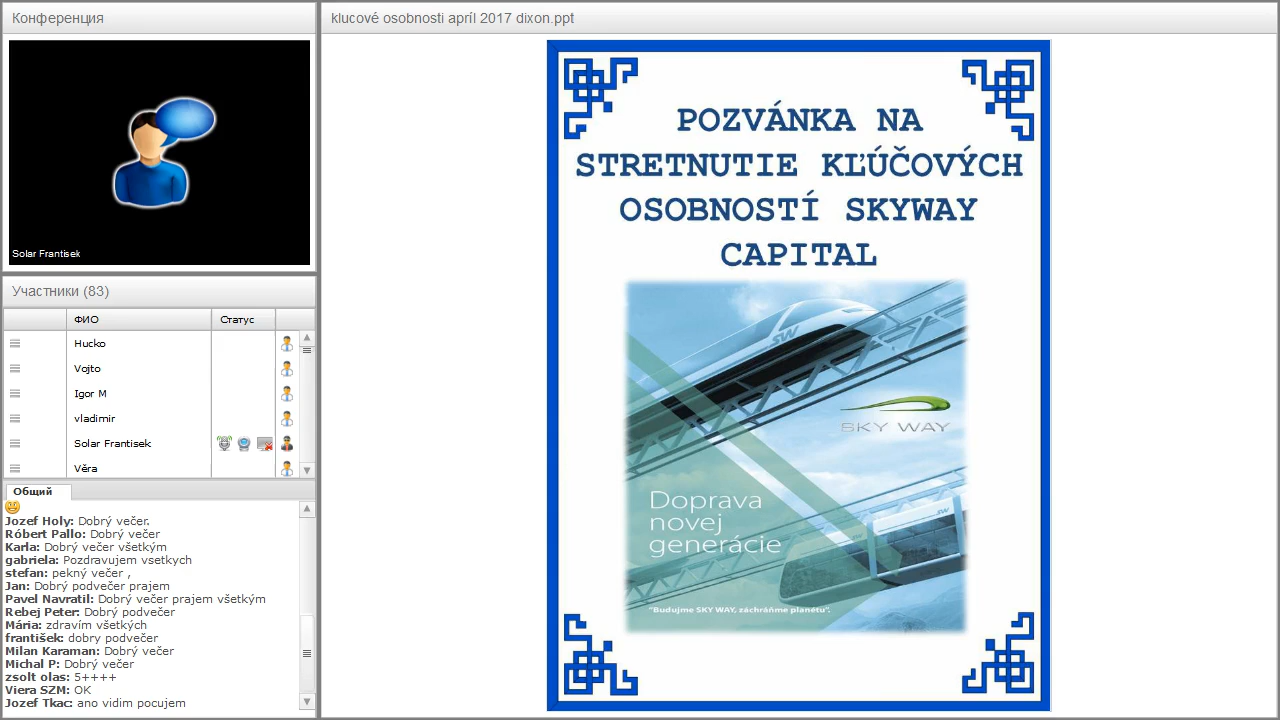 Конференция
Solar Frantisek
Участники (83)
ФИО Статус
Hucko
Vojto
Igor M
vladimir
Solar Frantisek
Věra
Общий
Jozef Holy: Dobrý večer.
Róbert Pallo: Dobrý večer
Karla: Dobrý večer všetkým
gabriela: Pozdravujem vsetkych
stefan: pekný večer ,
Jan: Dobrý podvečer prajem
Pavel Navratil: Dobrý večer prajem všetkým
Rebej Peter: Dobrý podvečer
Mária: zdravím všetkých
františek: dobry podvečer
Milan Karaman: Dobrý večer
Michal P: Dobrý večer
zsolt olas: 5++++
Viera SZM: OK
Jozef Tkac: ano vidim pocujem
klucové osobnosti apríl 2017 dixon.ppt
POZVÁNKA NA
STRETNUTIE KĽÚČOVÝCH
OSOBNOSTÍ SKYWAY
CAPITAL
SW
SKY WAY
SW
Doprava
novej
generácie
"Budujme SKY WAY, záchráňme planétu".